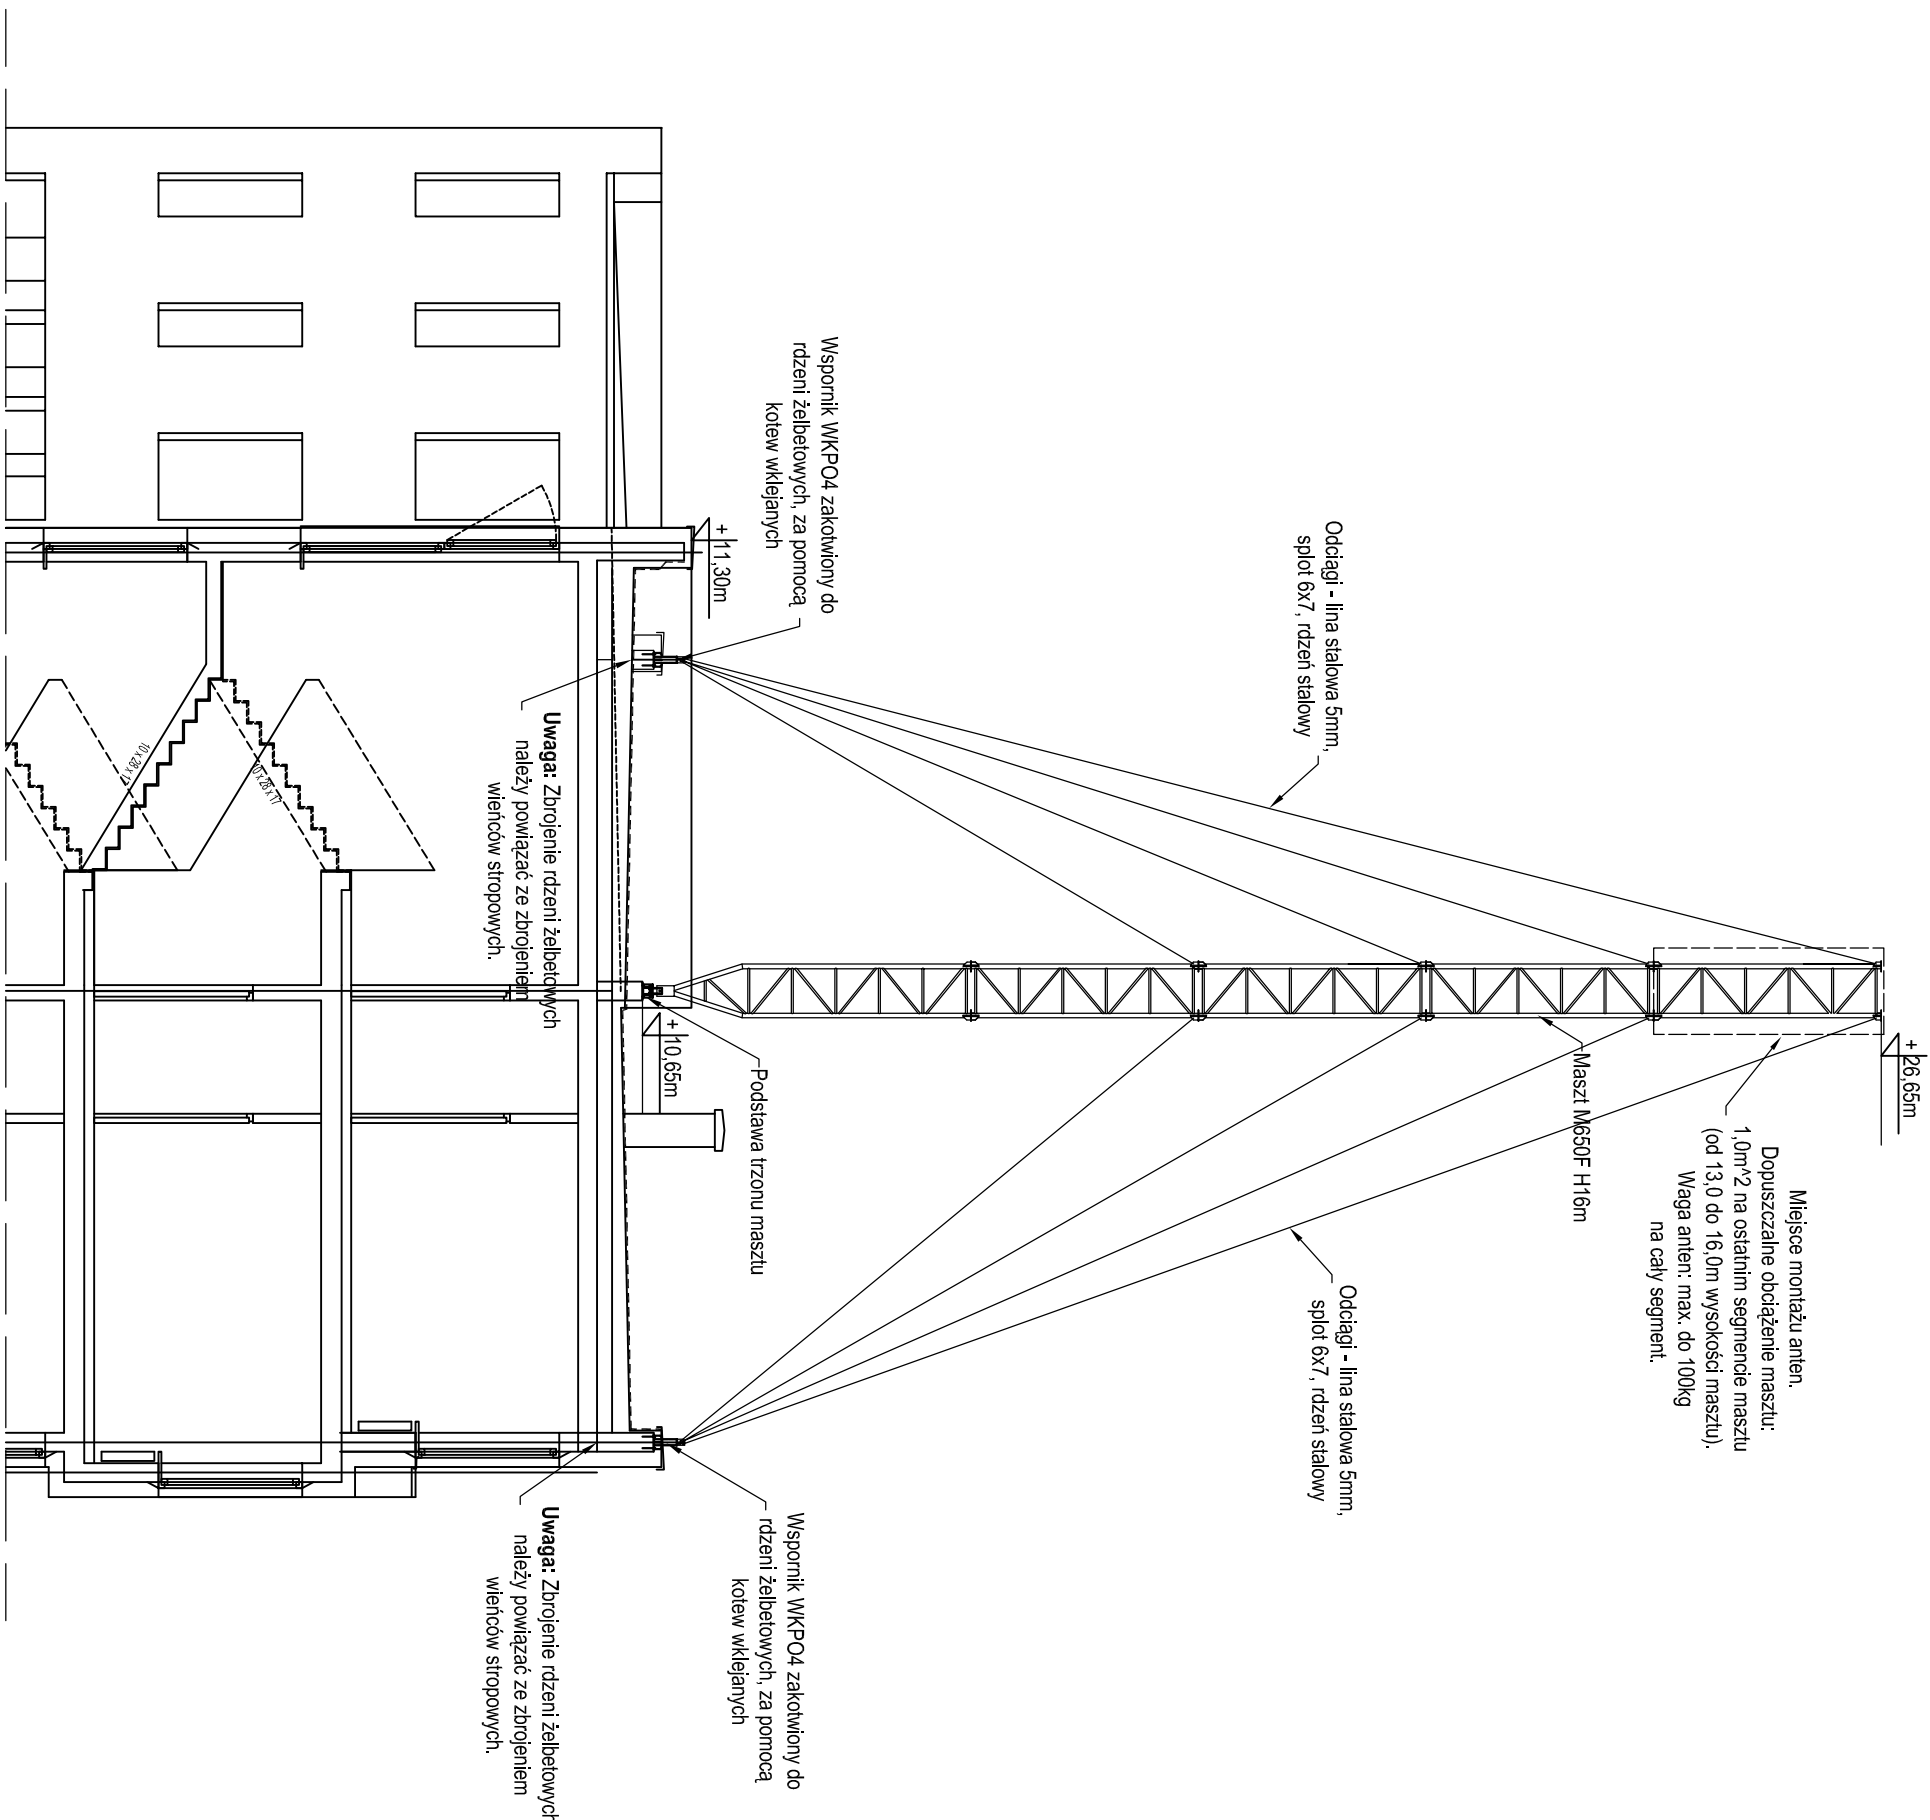 +26,65m
Miejsce montażu anten.
Dopuszczalne obciążenie masztu:
1,0m^2 na ostatnim segmencie masztu
(od 13,0 do 16,0m wysokości masztu).
Waga anten: max. do 100kg
na cały segment.
Maszt M650F H16m
Odciągi - lina stalowa 5mm,
splot 6x7, rdzeń stalowy
Odciągi - lina stalowa 5mm,
splot 6x7, rdzeń stalowy
Wspornik WKPO4 zakotwiony do
rdzeni żelbetowych, za pomocą
kotew wklejanych
Wspornik WKPO4 zakotwiony do
rdzeni żelbetowych, za pomocą
kotew wklejanych
+11,30m
Podstawa trzonu masztu
+10,65m
Uwaga: Zbrojenie rdzeni żelbetowych
należy powiązać ze zbrojeniem
wieńców stropowych.
Uwaga: Zbrojenie rdzeni żelbetowych
należy powiązać ze zbrojeniem
wieńców stropowych.
10 x 28 x 17
10 x 28 x 17